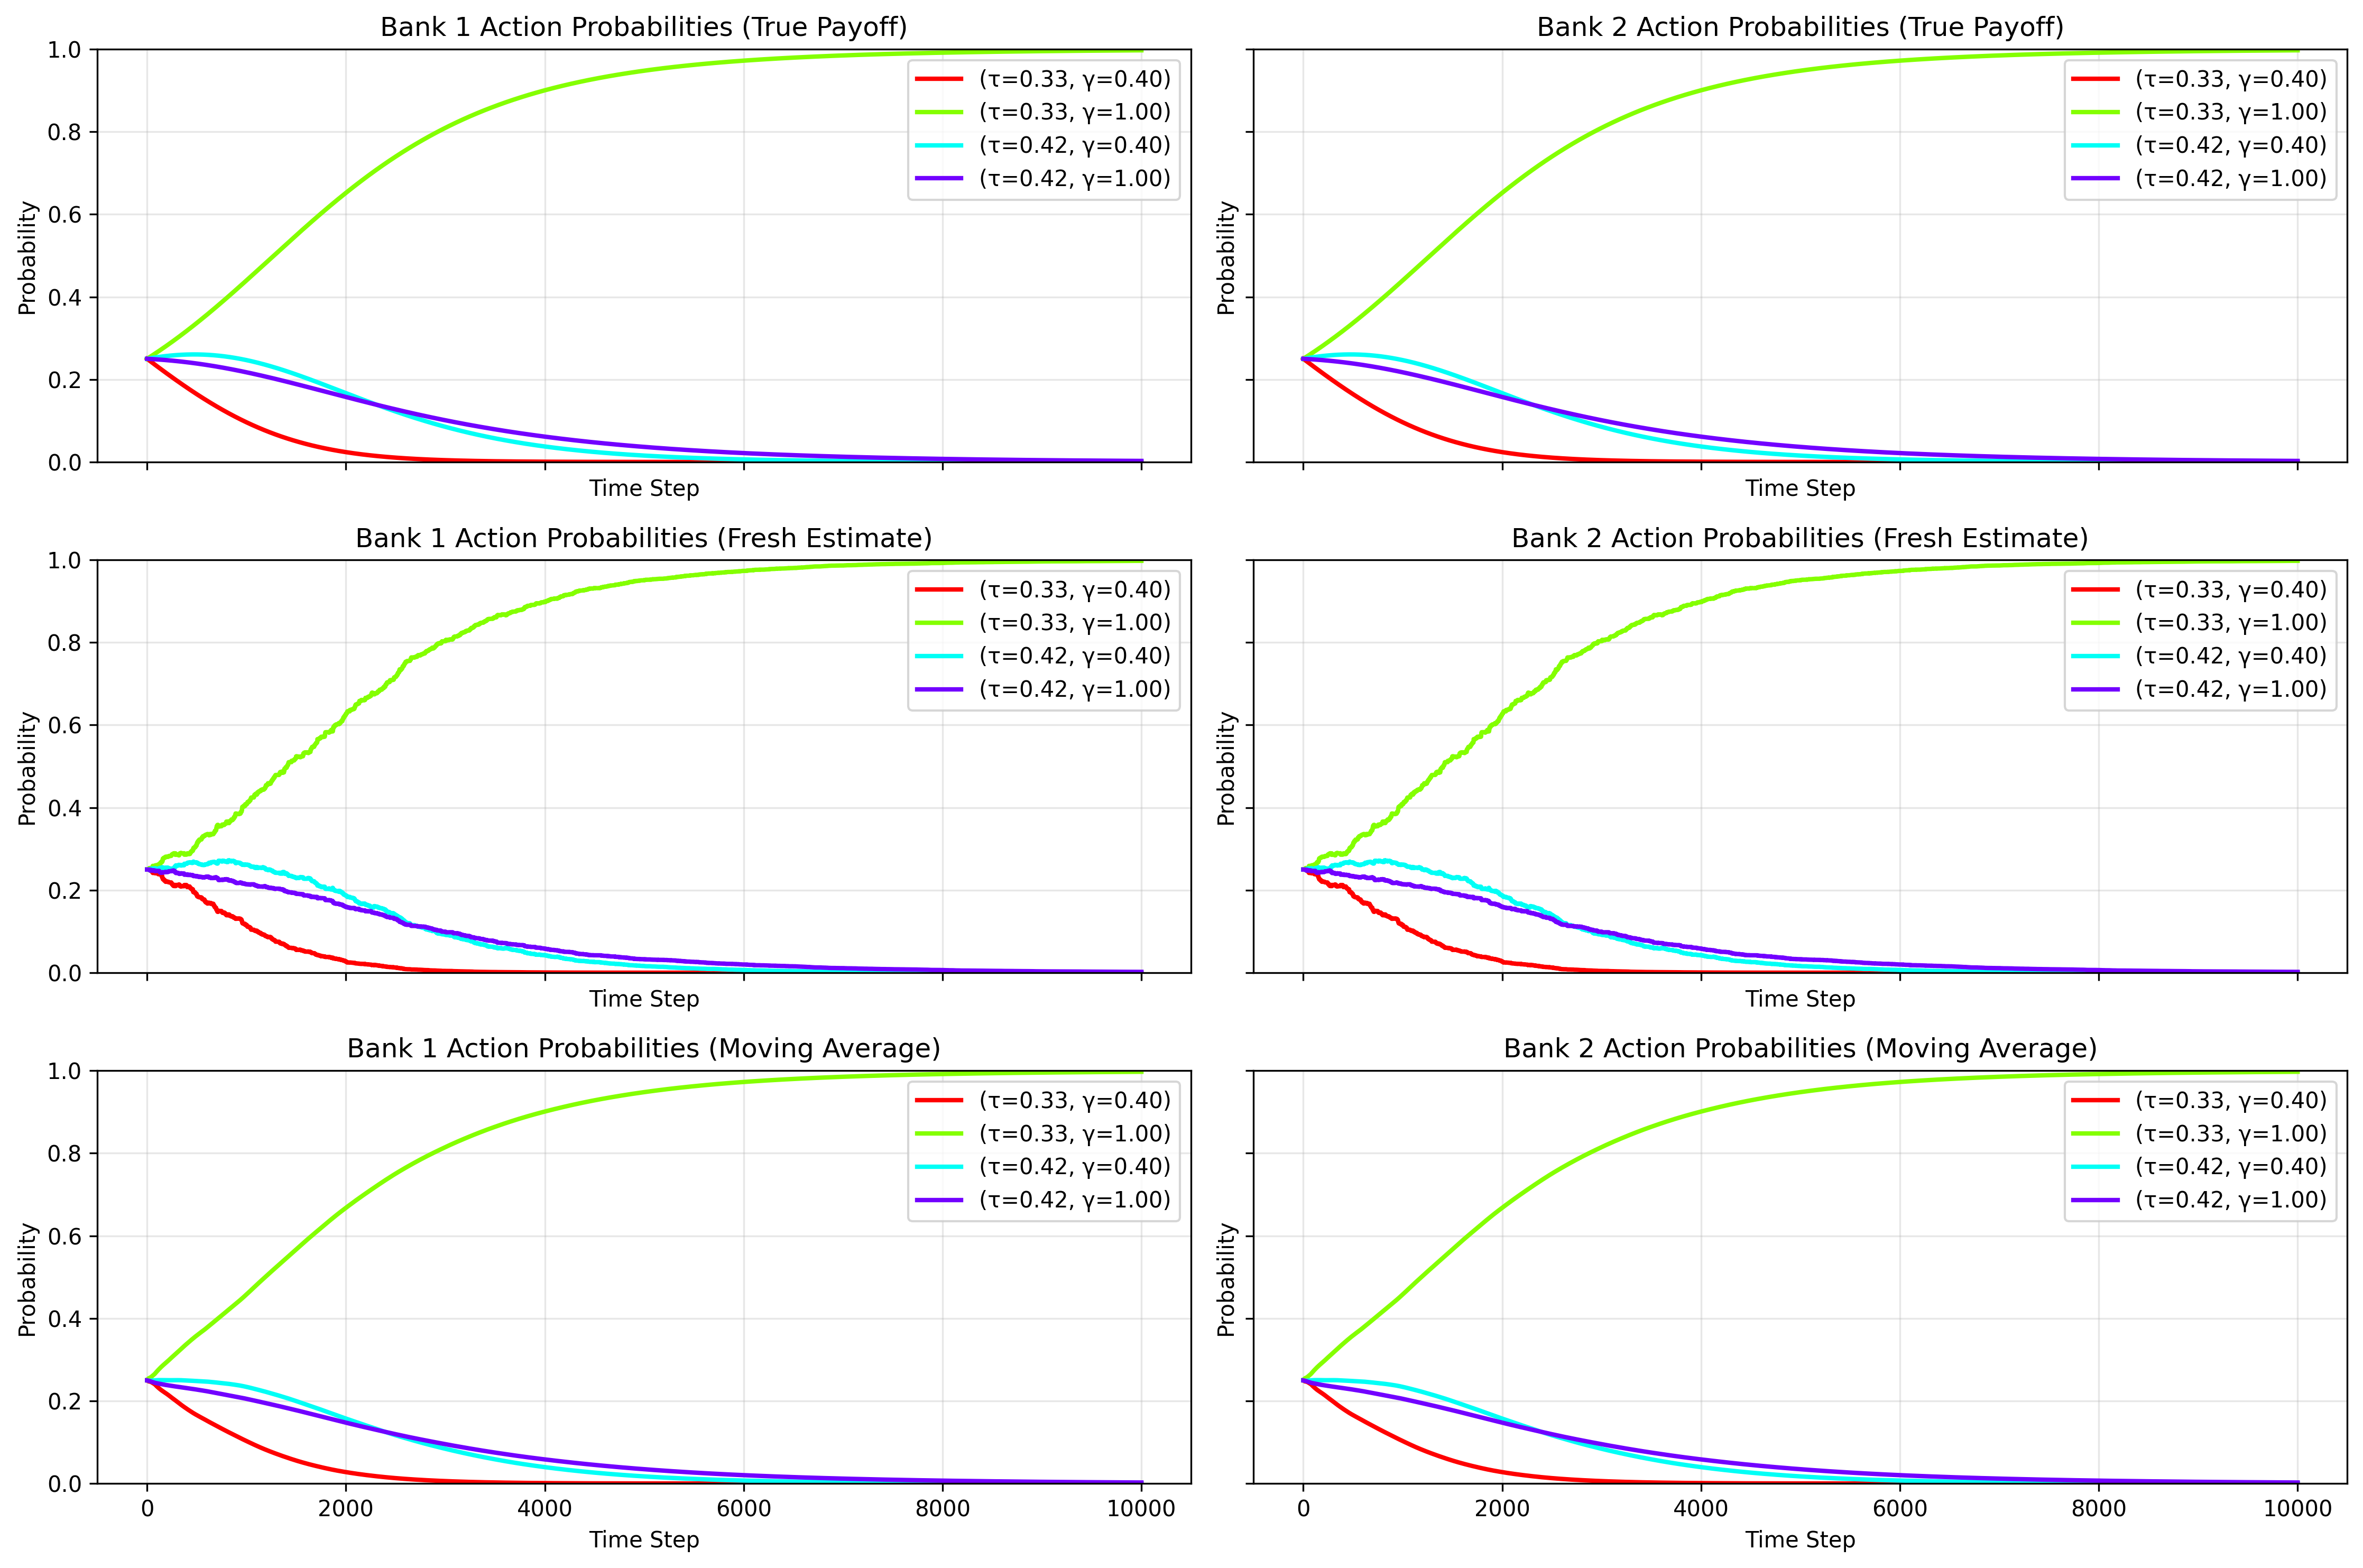 Bank 1 Action Probabilities (True Payoff)
Probability
1.0
0.8
0.6
0.4
0.2
0.0
(τ=0.33, γ=0.40)
(τ=0.33, γ=1.00)
(τ=0.42, γ=0.40)
(τ=0.42, γ=1.00)
Time Step
Bank 2 Action Probabilities (True Payoff)
Probability
(τ=0.33, γ=0.40)
(τ=0.33, γ=1.00)
(τ=0.42, γ=0.40)
(τ=0.42, γ=1.00)
Time Step
Bank 1 Action Probabilities (Fresh Estimate)
Probability
1.0
0.8
0.6
0.4
0.2
0.0
(τ=0.33, γ=0.40)
(τ=0.33, γ=1.00)
(τ=0.42, γ=0.40)
(τ=0.42, γ=1.00)
Time Step
Bank 2 Action Probabilities (Fresh Estimate)
Probability
(τ=0.33, γ=0.40)
(τ=0.33, γ=1.00)
(τ=0.42, γ=0.40)
(τ=0.42, γ=1.00)
Time Step
Bank 1 Action Probabilities (Moving Average)
Probability
1.0
0.8
0.6
0.4
0.2
0.0
(τ=0.33, γ=0.40)
(τ=0.33, γ=1.00)
(τ=0.42, γ=0.40)
(τ=0.42, γ=1.00)
0 2000 4000 6000 8000 10000
Time Step
Bank 2 Action Probabilities (Moving Average)
Probability
(τ=0.33, γ=0.40)
(τ=0.33, γ=1.00)
(τ=0.42, γ=0.40)
(τ=0.42, γ=1.00)
0 2000 4000 6000 8000 10000
Time Step